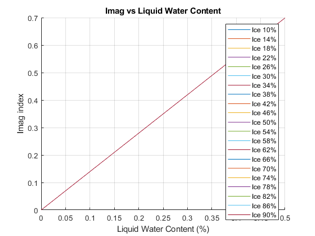 Imag vs Liquid Water Content
0.7
0.6
0.5
0.4
0.3
0.2
0.1
0
Imag index
0 0.05 0.1 0.15 0.2 0.25 0.3 0.35 0.4 0.45 0.5
Liquid Water Content (%)
Ice 10%
Ice 14%
Ice 18%
Ice 22%
Ice 26%
Ice 30%
Ice 34%
Ice 38%
Ice 42%
Ice 46%
Ice 50%
Ice 54%
Ice 58%
Ice 62%
Ice 66%
Ice 70%
Ice 74%
Ice 78%
Ice 82%
Ice 86%
Ice 90%